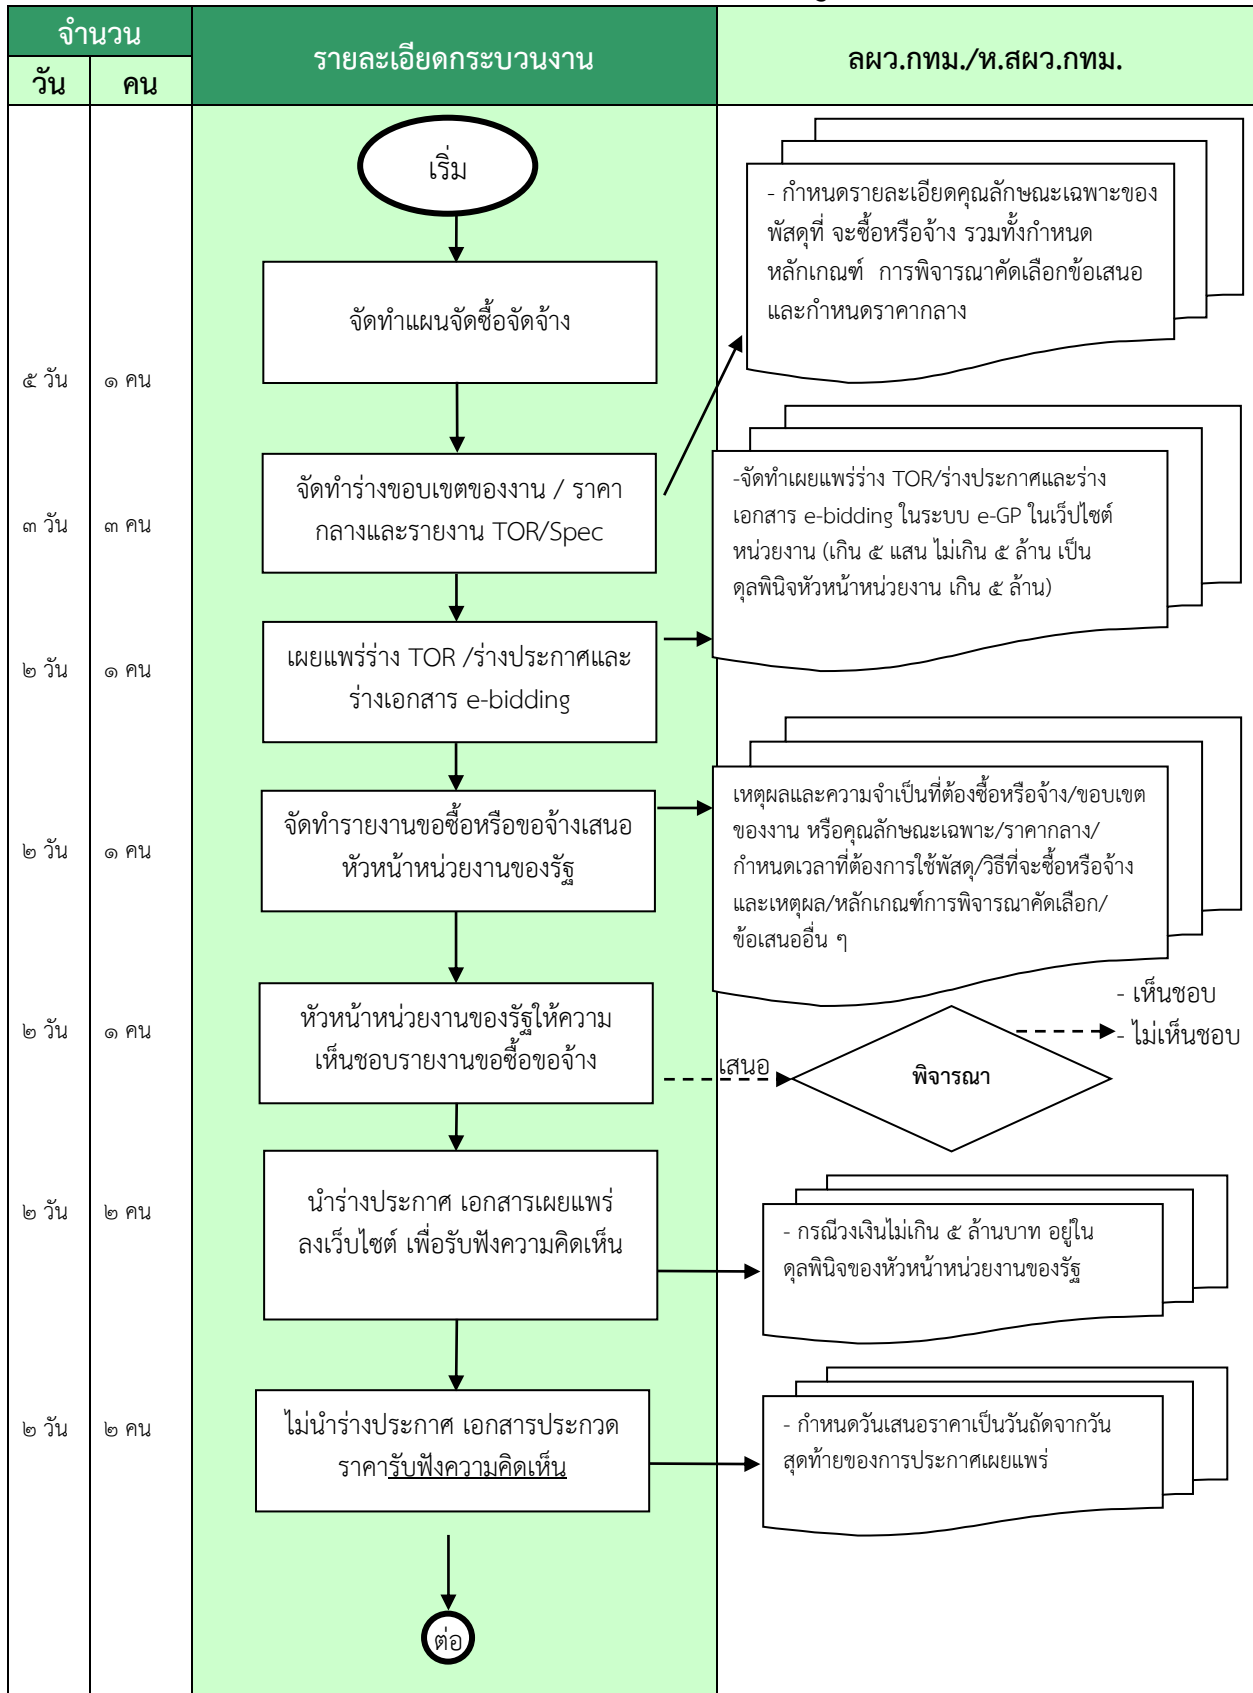 จำนวน
วัน
คน
รายละเอียดกระบวนงาน
ลผว.กทม./ห.สผว.กทม.
เริ่ม
- กำหนดรายละเอียดคุณลักษณะเฉพาะของ
พัสดุที่ จะซื้อหรือจ้าง รวมทั้งกำหนด
หลักเกณฑ์ การพิจารณาคัดเลือกข้อเสนอ
และกำหนดราคากลาง
๕ วัน
๑ คน
จัดทำแผนจัดซื้อจัดจ้าง
๓ วัน
๓ คน
จัดทำร่างขอบเขตของงาน / ราคา
กลางและรายงาน TOR/Spec
-จัดทำเผยแพร่ร่าง TOR/ร่างประกาศและร่าง
เอกสาร e-bidding ในระบบ e-GP ในเว็ปไซต์
หน่วยงาน (เกิน ๕ แสน ไม่เกิน ๕ ล้าน เป็น
ดุลพินิจหัวหน้าหน่วยงาน เกิน ๕ ล้าน)
๒ วัน
๑ คน
เผยแพร่ร่าง TOR /ร่างประกาศและ
ร่างเอกสาร e-bidding
๒ วัน
๑ คน
จัดทำรายงานขอซื้อหรือขอจ้างเสนอ
หัวหน้าหน่วยงานของรัฐ
เหตุผลและความจำเป็นที่ต้องซื้อหรือจ้าง/ขอบเขต
ของงาน หรือคุณลักษณะเฉพาะ/ราคากลาง/
กำหนดเวลาที่ต้องการใช้พัสดุ/วิธีที่จะซื้อหรือจ้าง
และเหตุผล/หลักเกณฑ์การพิจารณาคัดเลือก/
ข้อเสนออื่น ๆ
๒ วัน
๑ คน
หัวหน้าหน่วยงานของรัฐให้ความ
เห็นชอบรายงานขอซื้อขอจ้าง
เสนอ
พิจารณา
- เห็นชอบ
- ไม่เห็นชอบ
๒ วัน
๒ คน
นำร่างประกาศ เอกสารเผยแพร่
ลงเว็บไซต์ เพื่อรับฟังความคิดเห็น
- กรณีวงเงินไม่เกิน ๕ ล้านบาท อยู่ใน
ดุลพินิจของหัวหน้าหน่วยงานของรัฐ
๒ วัน
๒ คน
ไม่นำร่างประกาศ เอกสารประกวด
ราคารับฟังความคิดเห็น
- กำหนดวันเสนอราคาเป็นวันถัดจากวัน
สุดท้ายของการประกาศเผยแพร่
ต่อ